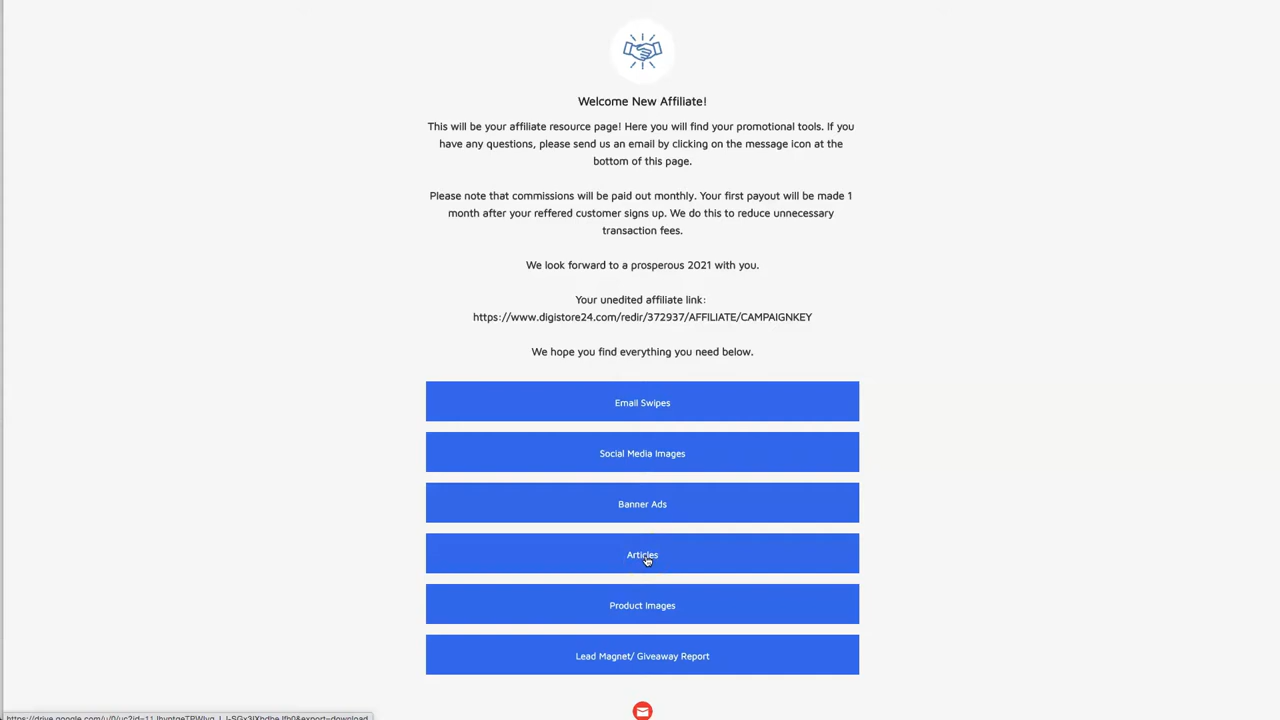 Welcome New Affiliate!
This will be your affiliate resource page! Here you will find your promotional tools. If you
have any questions, please send us an email by clicking on the message icon at the
bottom of this page.
Please note that commissions will be paid out monthly. Your first payout will be made 1
month after your reffered customer signs up. We do this to reduce unnecessary
transaction fees.
We look forward to a prosperous 2021 with you.
Your unedited affiliate link:
https://www.digistore24.com/redir/372937/AFFILIATE/CAMPAIGNKEY
We hope you find everything you need below.
Email Swipes
Social Media Images
Banner Ads
Articles
Product Images
Lead Magnet/ Giveaway Report